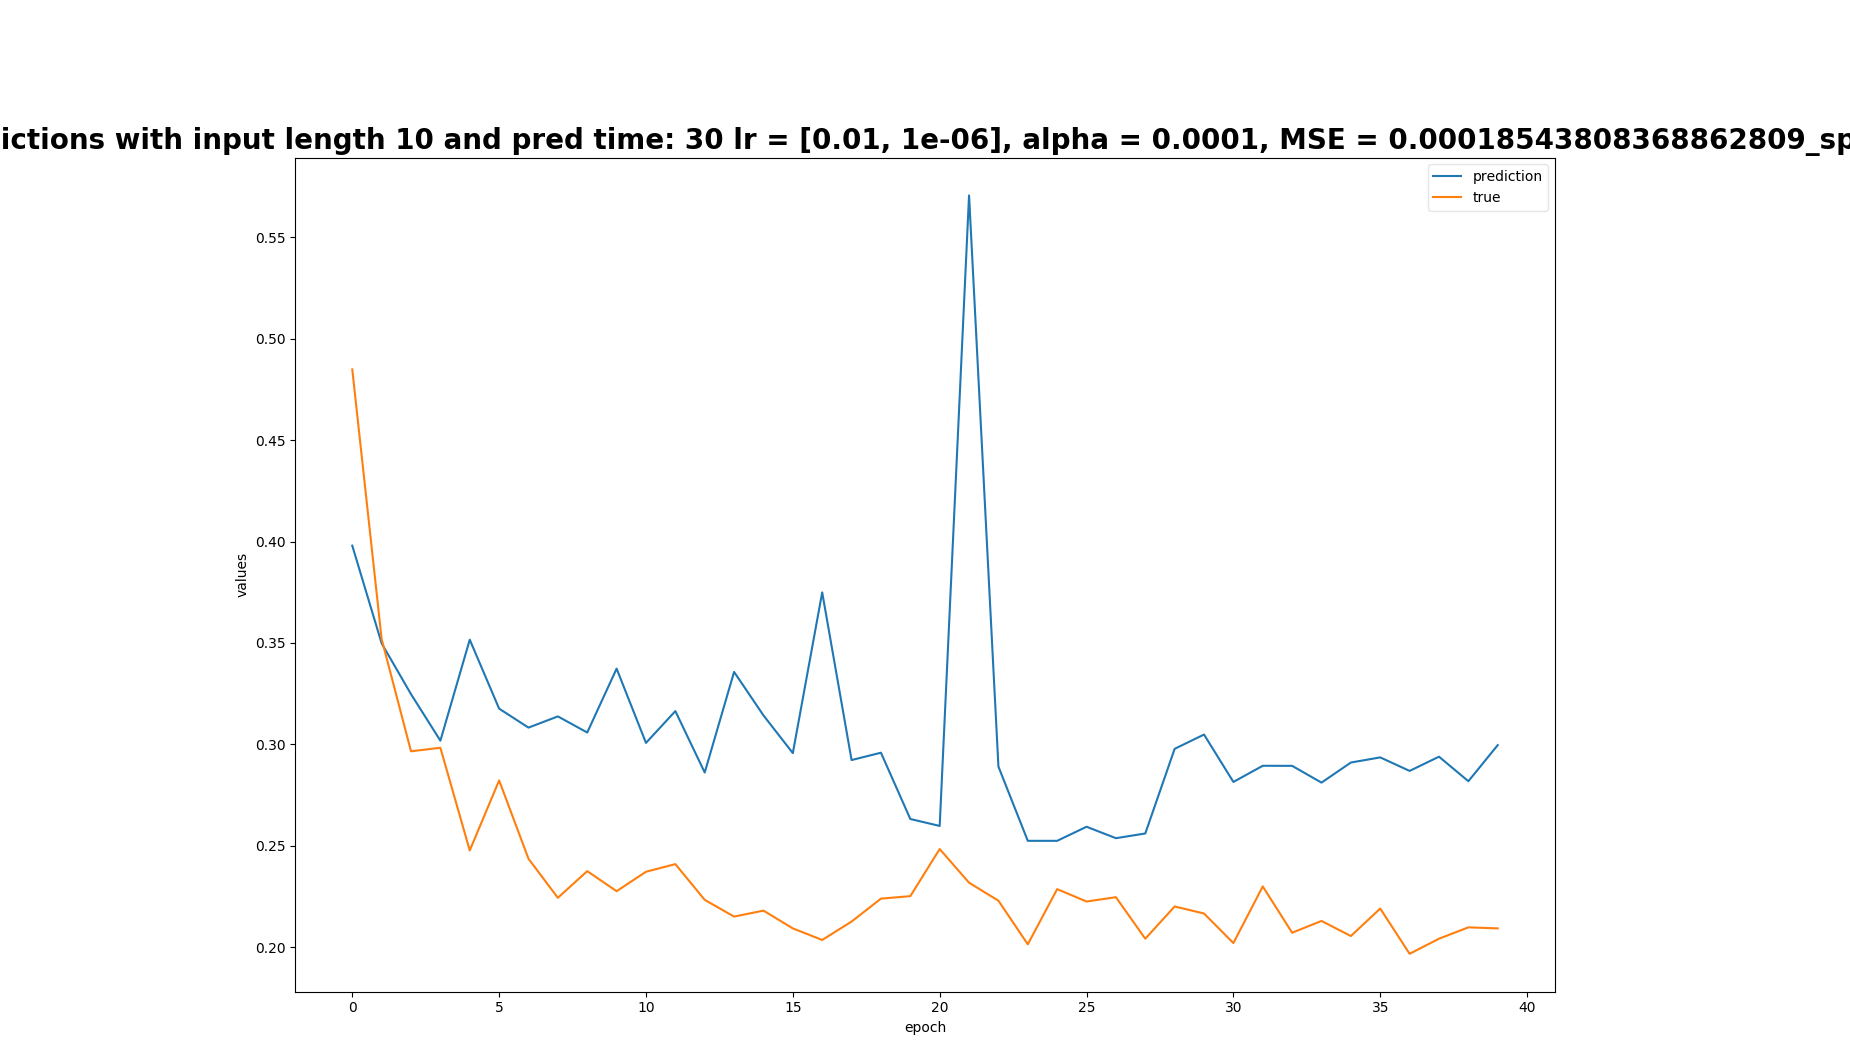 ictions with input length 10 and pred time: 30 lr = [0.01, 1e-06], alpha = 0.0001, MSE = 0.00018543808368862809_sp
prediction
true
0.55
0.50
0.45
0.40
0.35
0.30
0.25
0.20
values
0 5 10 15 20 25 30 35 40
epoch